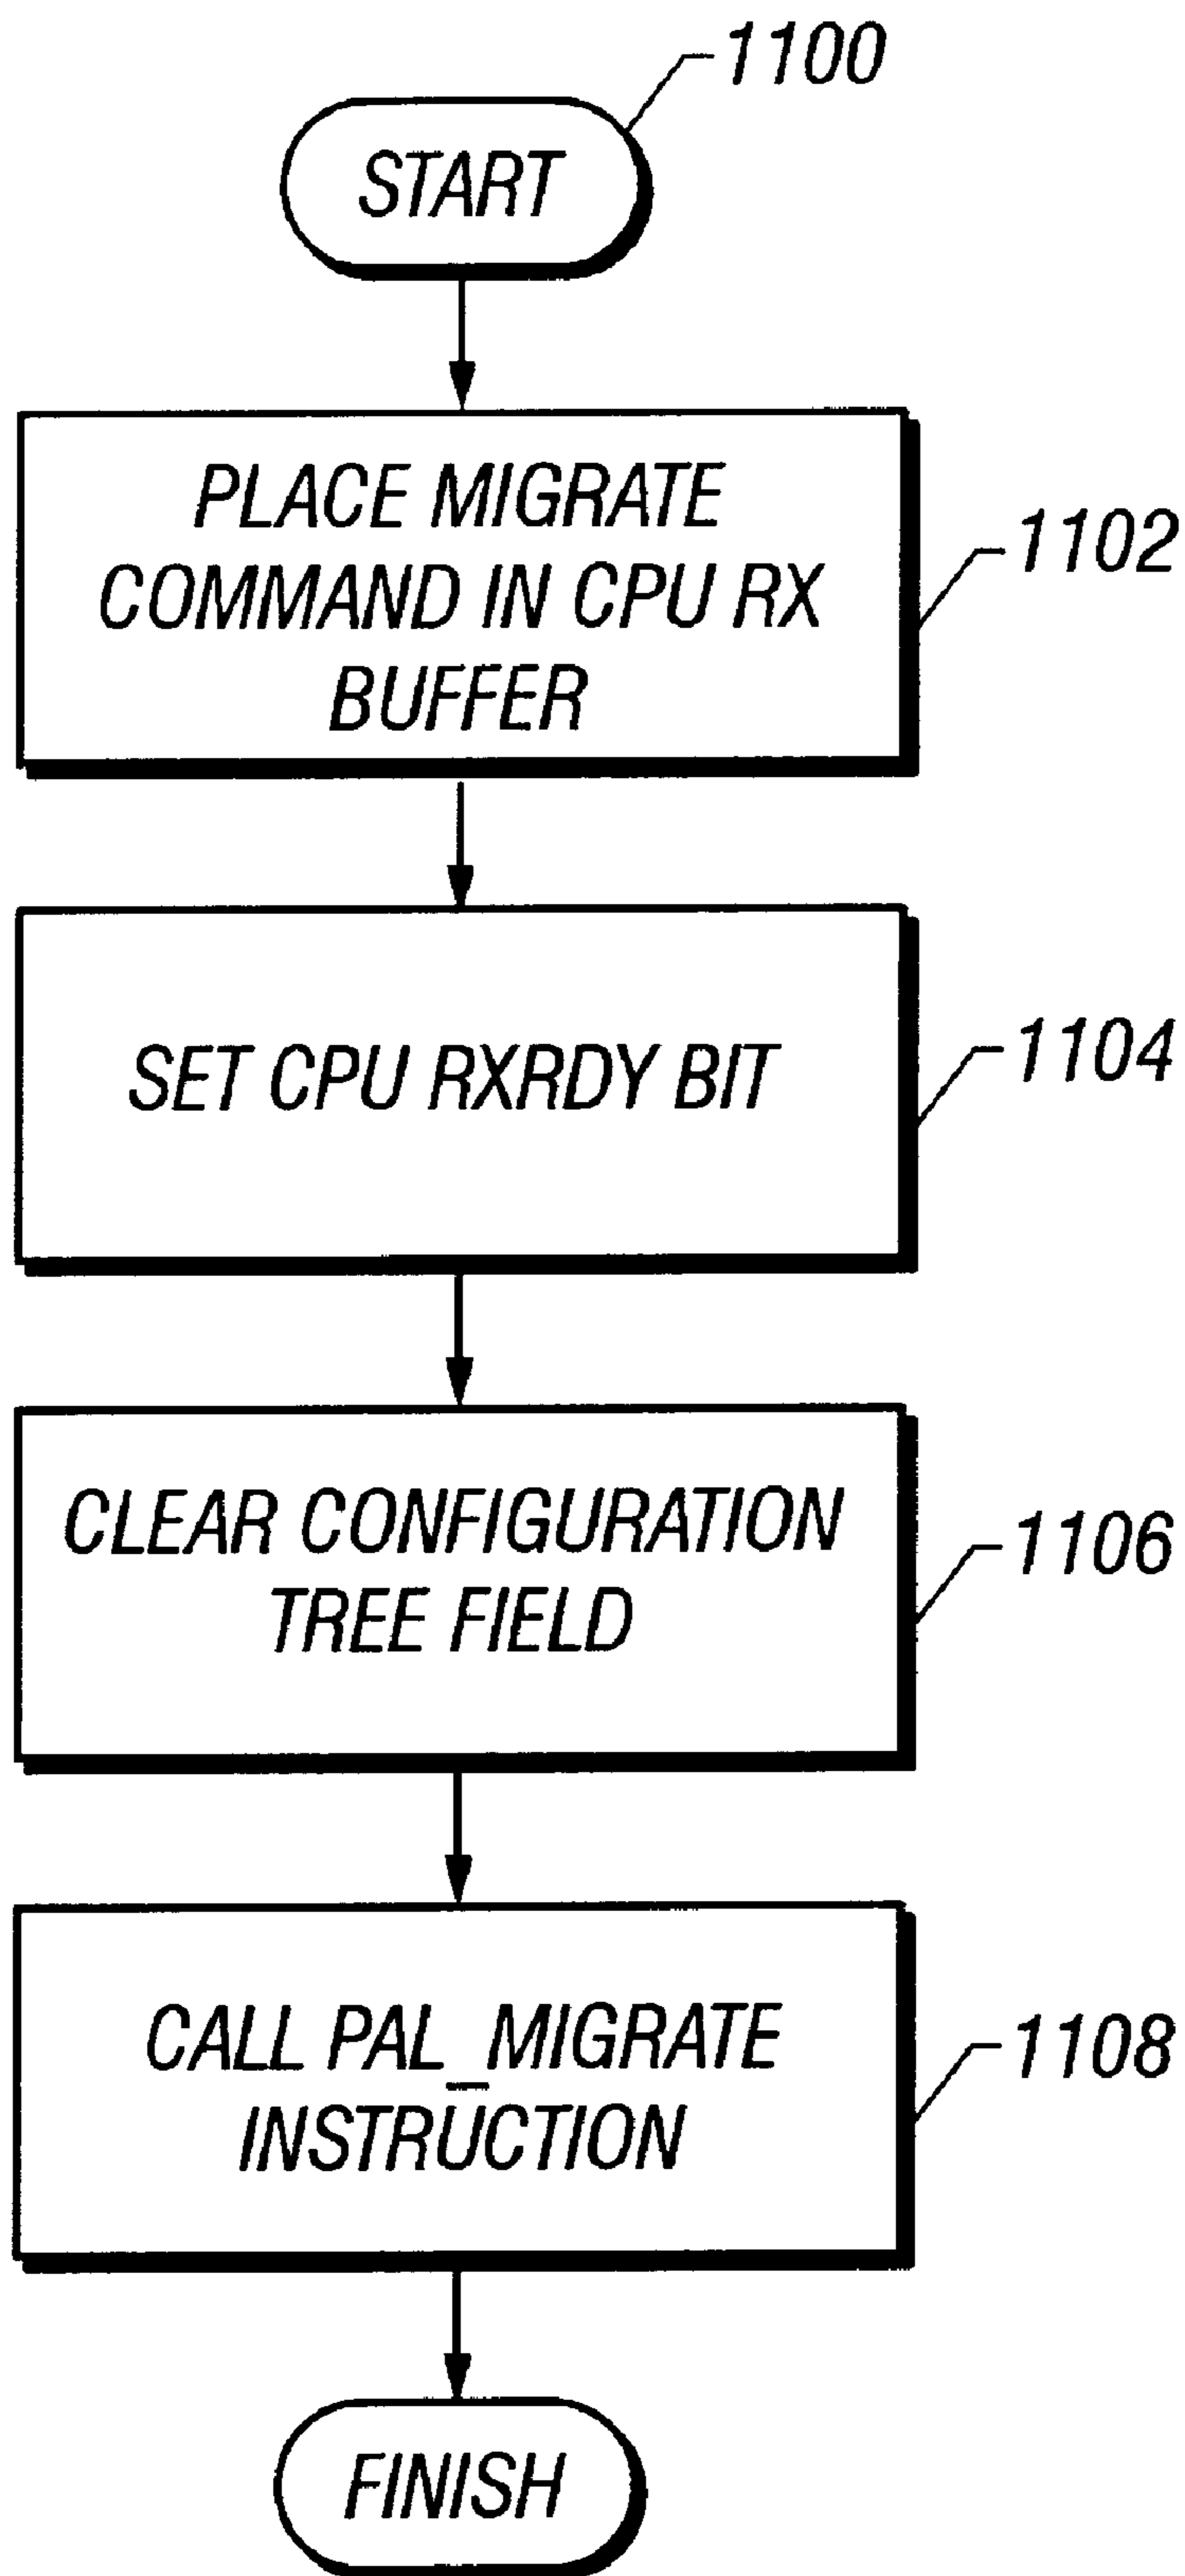 1100
START
PLACE MIGRATE
COMMAND IN CPU RX
BUFFER
1102
SET CPU RXRDY BIT
1104
CLEAR CONFIGURATION
TREE FIELD
1106
CALL PAL_MIGRATE
INSTRUCTION
1108
FINISH